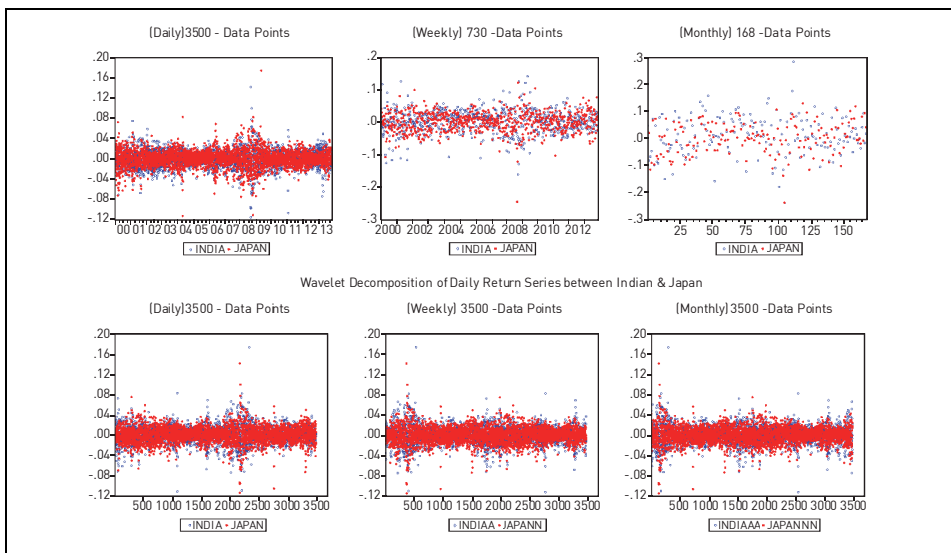 (Daily)3500 - Data Points (Weekly) 730 -Data Points (Monthly) 168 -Data Points
.20 .2 .3
.16 .2
.12 .1
.08 .1
.04 .0 .0
.00
-.04 -.1 -.1
-.08 -.2 -.2
-.12 -.3 -.3
00 01 02 03 04 05 06 07 08 09 10 11 12 13 2000 2002 2004 2006 2008 2010 2012 25 50 75 100 125 150
INDIA JAPAN INDIA JAPAN INDIA JAPAN
Wavelet Decomposition of Daily Return Series between Indian & Japan
(Daily)3500 - Data Points (Weekly) 3500 -Data Points (Monthly) 3500 -Data Points
.20 .20 .20
.16 .16 .16
.12 .12 .12
.08 .08 .08
.04 .04 .04
.00 .00 .00
-.04 -.04 -.04
-.08 -.08 -.08
-.12 -.12 -.12
500 1000 1500 2000 2500 3000 3500 500 1000 1500 2000 2500 3000 3500 500 1000 1500 2000 2500 3000 3500
INDIA JAPAN INDIAA JAPANN INDIAAA JAPANNN